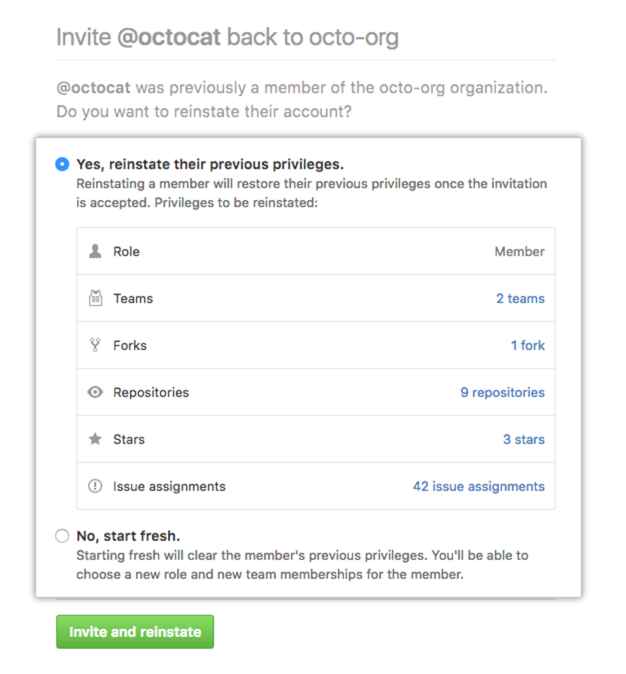 Invite @octocat back to octo-org
@octocat was previously a member of the octo-org organization.
Do you want to reinstate their account?
Yes, reinstate their previous privileges.
Reinstating a member will restore their previous privileges once the invitation
is accepted. Privileges to be reinstated:
Role Member
Teams 2 teams
Forks 1 fork
Repositories 9 repositories
Stars 3 stars
Issue assignments 42 issue assignments
No, start fresh.
Starting fresh will clear the member's previous privileges. You'll be able to
choose a new role and new team memberships for the member.
Invite and reinstate